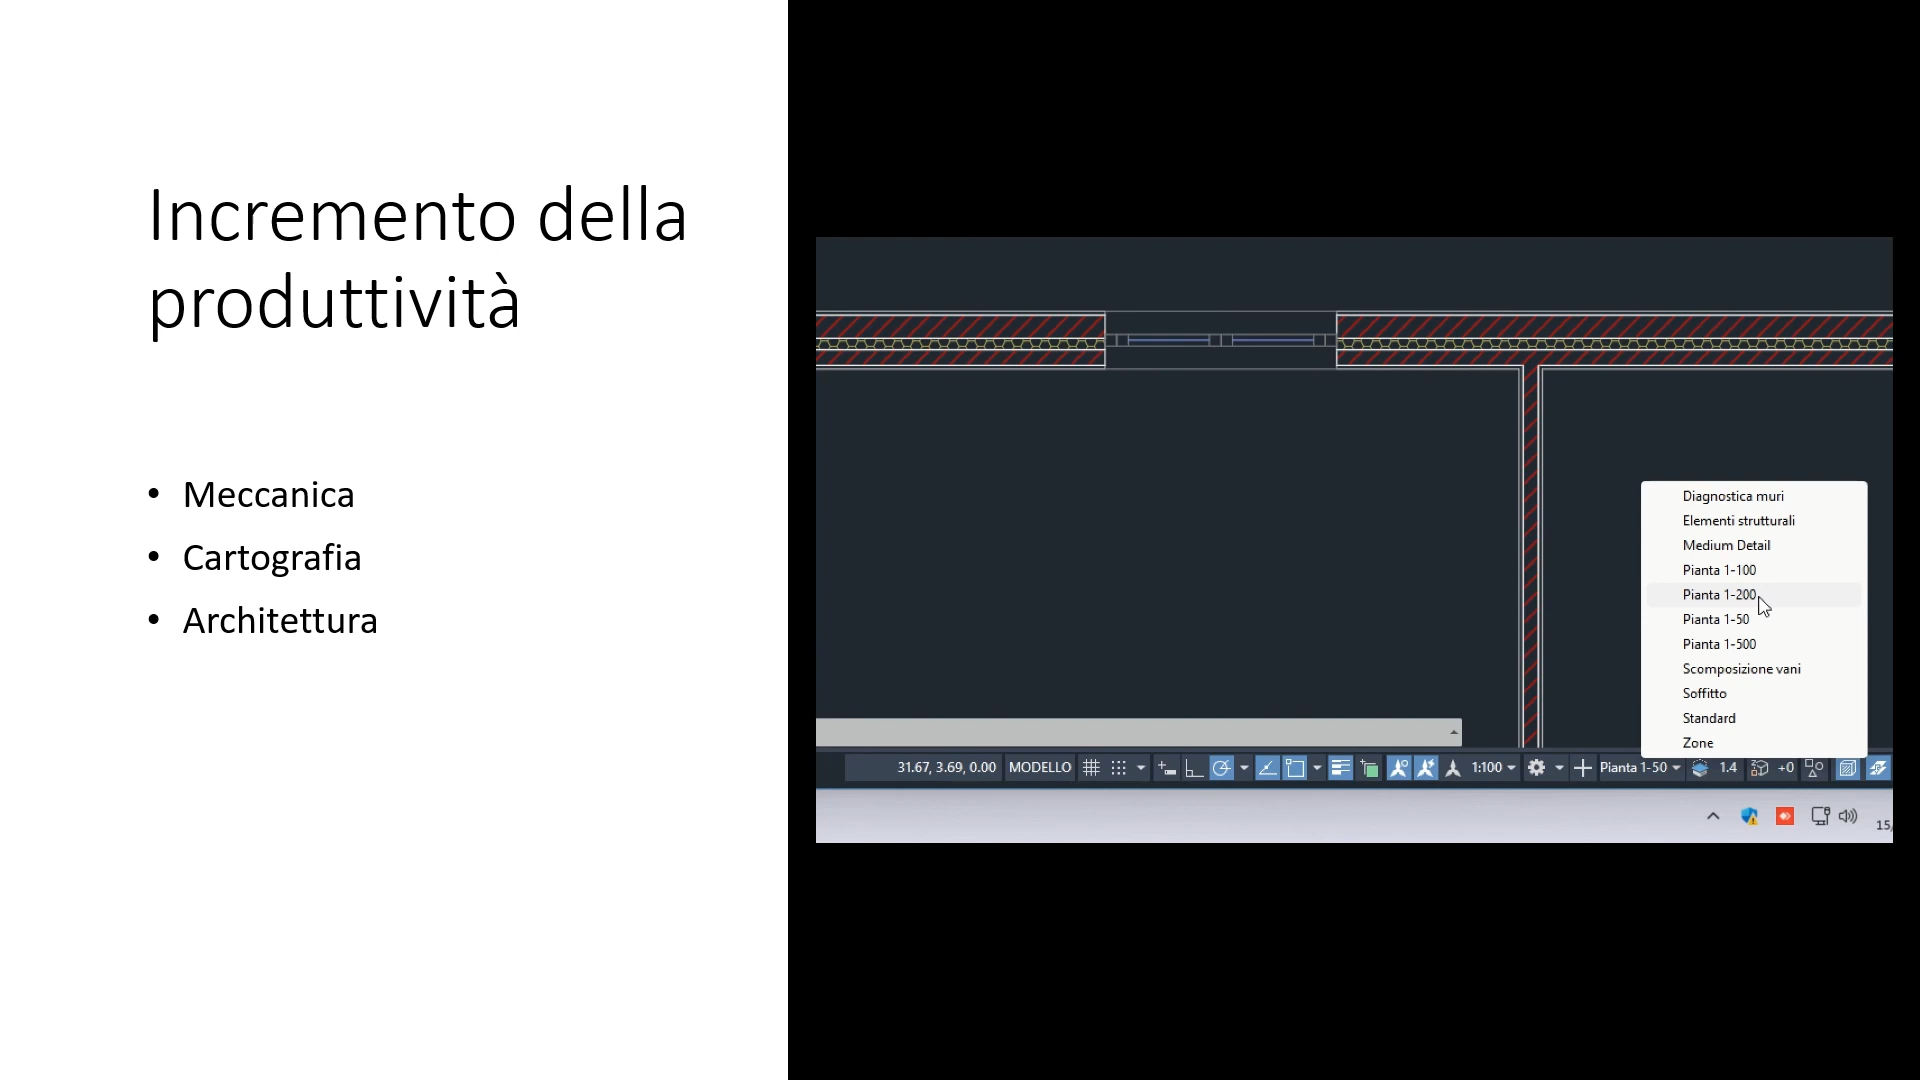 Incremento della
produttività
• Meccanica
• Cartografia
• Architettura
Diagnostica muri
Elementi strutturali
Medium Detail
Pianta 1-100
Pianta 1-200
Pianta 1-50
Pianta 1-500
Scomposizione vani
Soffitto
Standard
Zone
31.67, 3.69, 0.00 MODELLO 1:100 Pianta 1-50 1.4 +0
15/